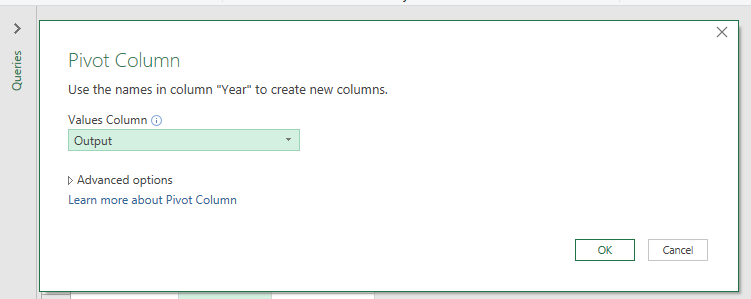 Queries
Pivot Column
Use the names in column "Year" to create new columns.
Values Column
Output
Advanced options
Learn more about Pivot Column
OK
Cancel